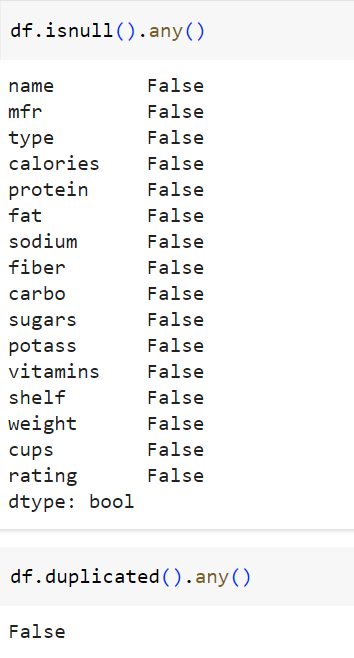 df.isnull().any()
name False
mfr False
type False
calories False
protein False
fat False
sodium False
fiber False
carbo False
sugars False
potass False
vitamins False
shelf False
weight False
cups False
rating False
dtype: bool
df.duplicated().any()
False